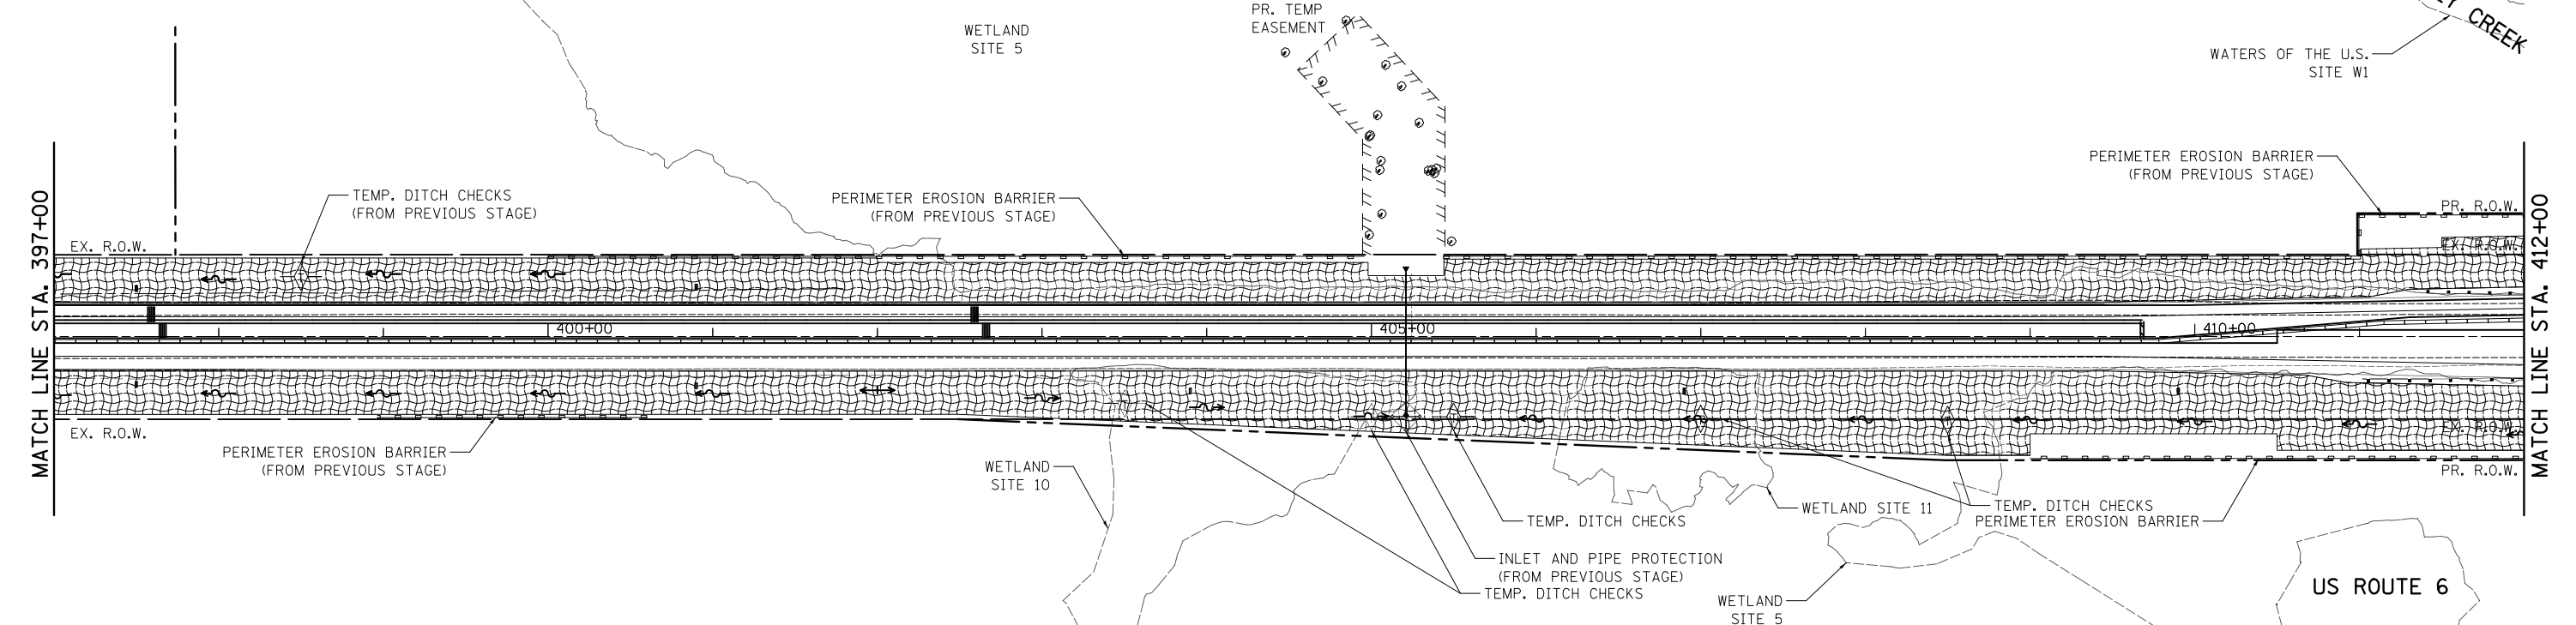 PR. TEMP
EASEMENT
WETLAND
SITE 5
CREEK
WATERS OF THE U.S.
SITE W1
PERIMETER EROSION BARRIER
(FROM PREVIOUS STAGE)
TEMP. DITCH CHECKS
(FROM PREVIOUS STAGE)
PERIMETER EROSION BARRIER
(FROM PREVIOUS STAGE)
MATCH LINE STA. 397+00
MATCH LINE STA. 412+00
PR. R.O.W.
EX. R.O.W.
EX. R.O.W.
400+00
405+00
410+00
EX. R.O.W.
EX. R.O.W.
PERIMETER EROSION BARRIER
(FROM PREVIOUS STAGE)
WETLAND
SITE 10
PR. R.O.W.
TEMP. DITCH CHECKS
WETLAND SITE 11
TEMP. DITCH CHECKS
PERIMETER EROSION BARRIER
INLET AND PIPE PROTECTION
(FROM PREVIOUS STAGE)
TEMP. DITCH CHECKS
WETLAND
SITE 5
US ROUTE 6